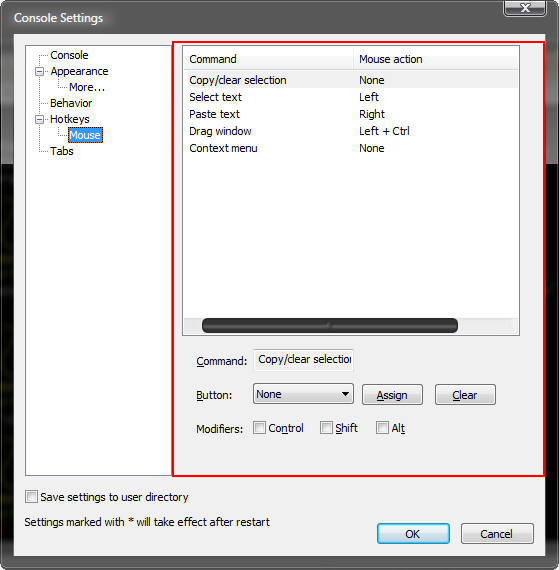 Console Settings
Console
Appearance
More...
Behavior
Hotkeys
Mouse
Tabs
Command Mouse action
Copy/clear selection None
Select text Left
Paste text Right
Drag window Left + Ctrl
Context menu None
Command: Copy/clear selection
Button: None Assign Clear
Modifiers: Control Shift Alt
Save settings to user directory
Settings marked with * will take effect after restart
OK Cancel